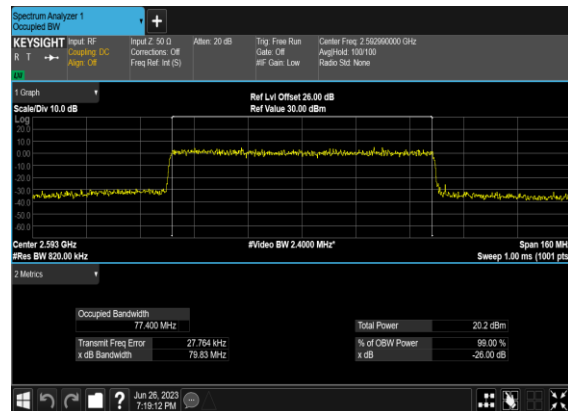 Spectrum Analyzer 1
Occupied BW
+
KEYSIGHT
R T
LW
Input: RF
Coupling: DC
Align: Off
Input Z: 50 Ω
Corrections: Off
Freq Ref: Int (S)
Atten: 20 dB
Trig: Free Run
Gate: Off
#IF Gain: Low
Center Freq: 2.592990000 GHz
Avg|Hold: 100/100
Radio Std: None
1 Graph
Scale/Div 10.0 dB
Ref Lvl Offset 26.00 dB
Ref Value 30.00 dBm
Log
20.0
10.0
0.00
-10.0
-20.0
-30.0
-40.0
-50.0
-60.0
Center 2.593 GHz
#Res BW 820.00 kHz
#Video BW 2.4000 MHz*
Span 160 MH
Sweep 1.00 ms (1001 pts
2 Metrics
Occupied Bandwidth
77.400 MHz
Transmit Freq Error 27.764 kHz
x dB Bandwidth 79.83 MHz
Total Power 20.2 dBm
% of OBW Power 99.00 %
x dB -26.00 dB
?
Jun 26, 2023
7:19:12 PM